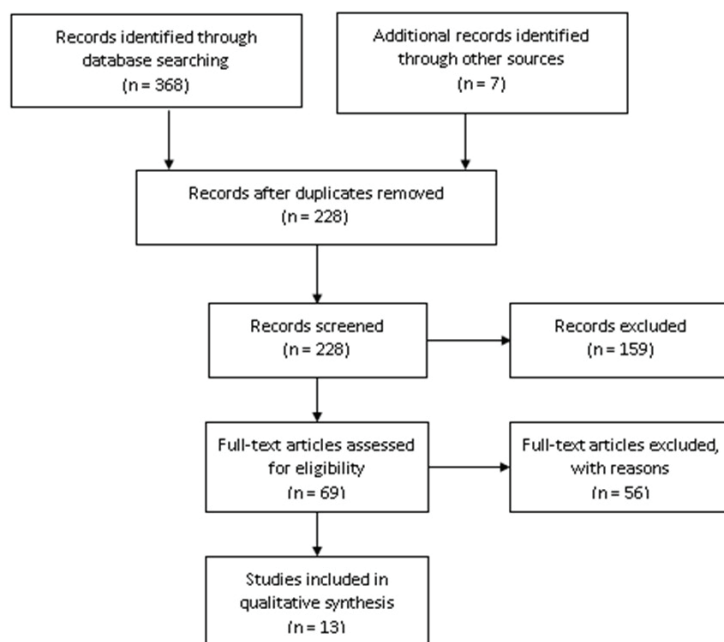 Records identified through
database searching
(n = 368)
Additional records identified
through other sources
(n = 7)
Records after duplicates removed
(n = 228)
Records screened
(n = 228)
Records excluded
(n = 159)
Full-text articles assessed
for eligibility
(n = 69)
Full-text articles excluded,
with reasons
(n = 56)
Studies included in
qualitative synthesis
(n = 13)